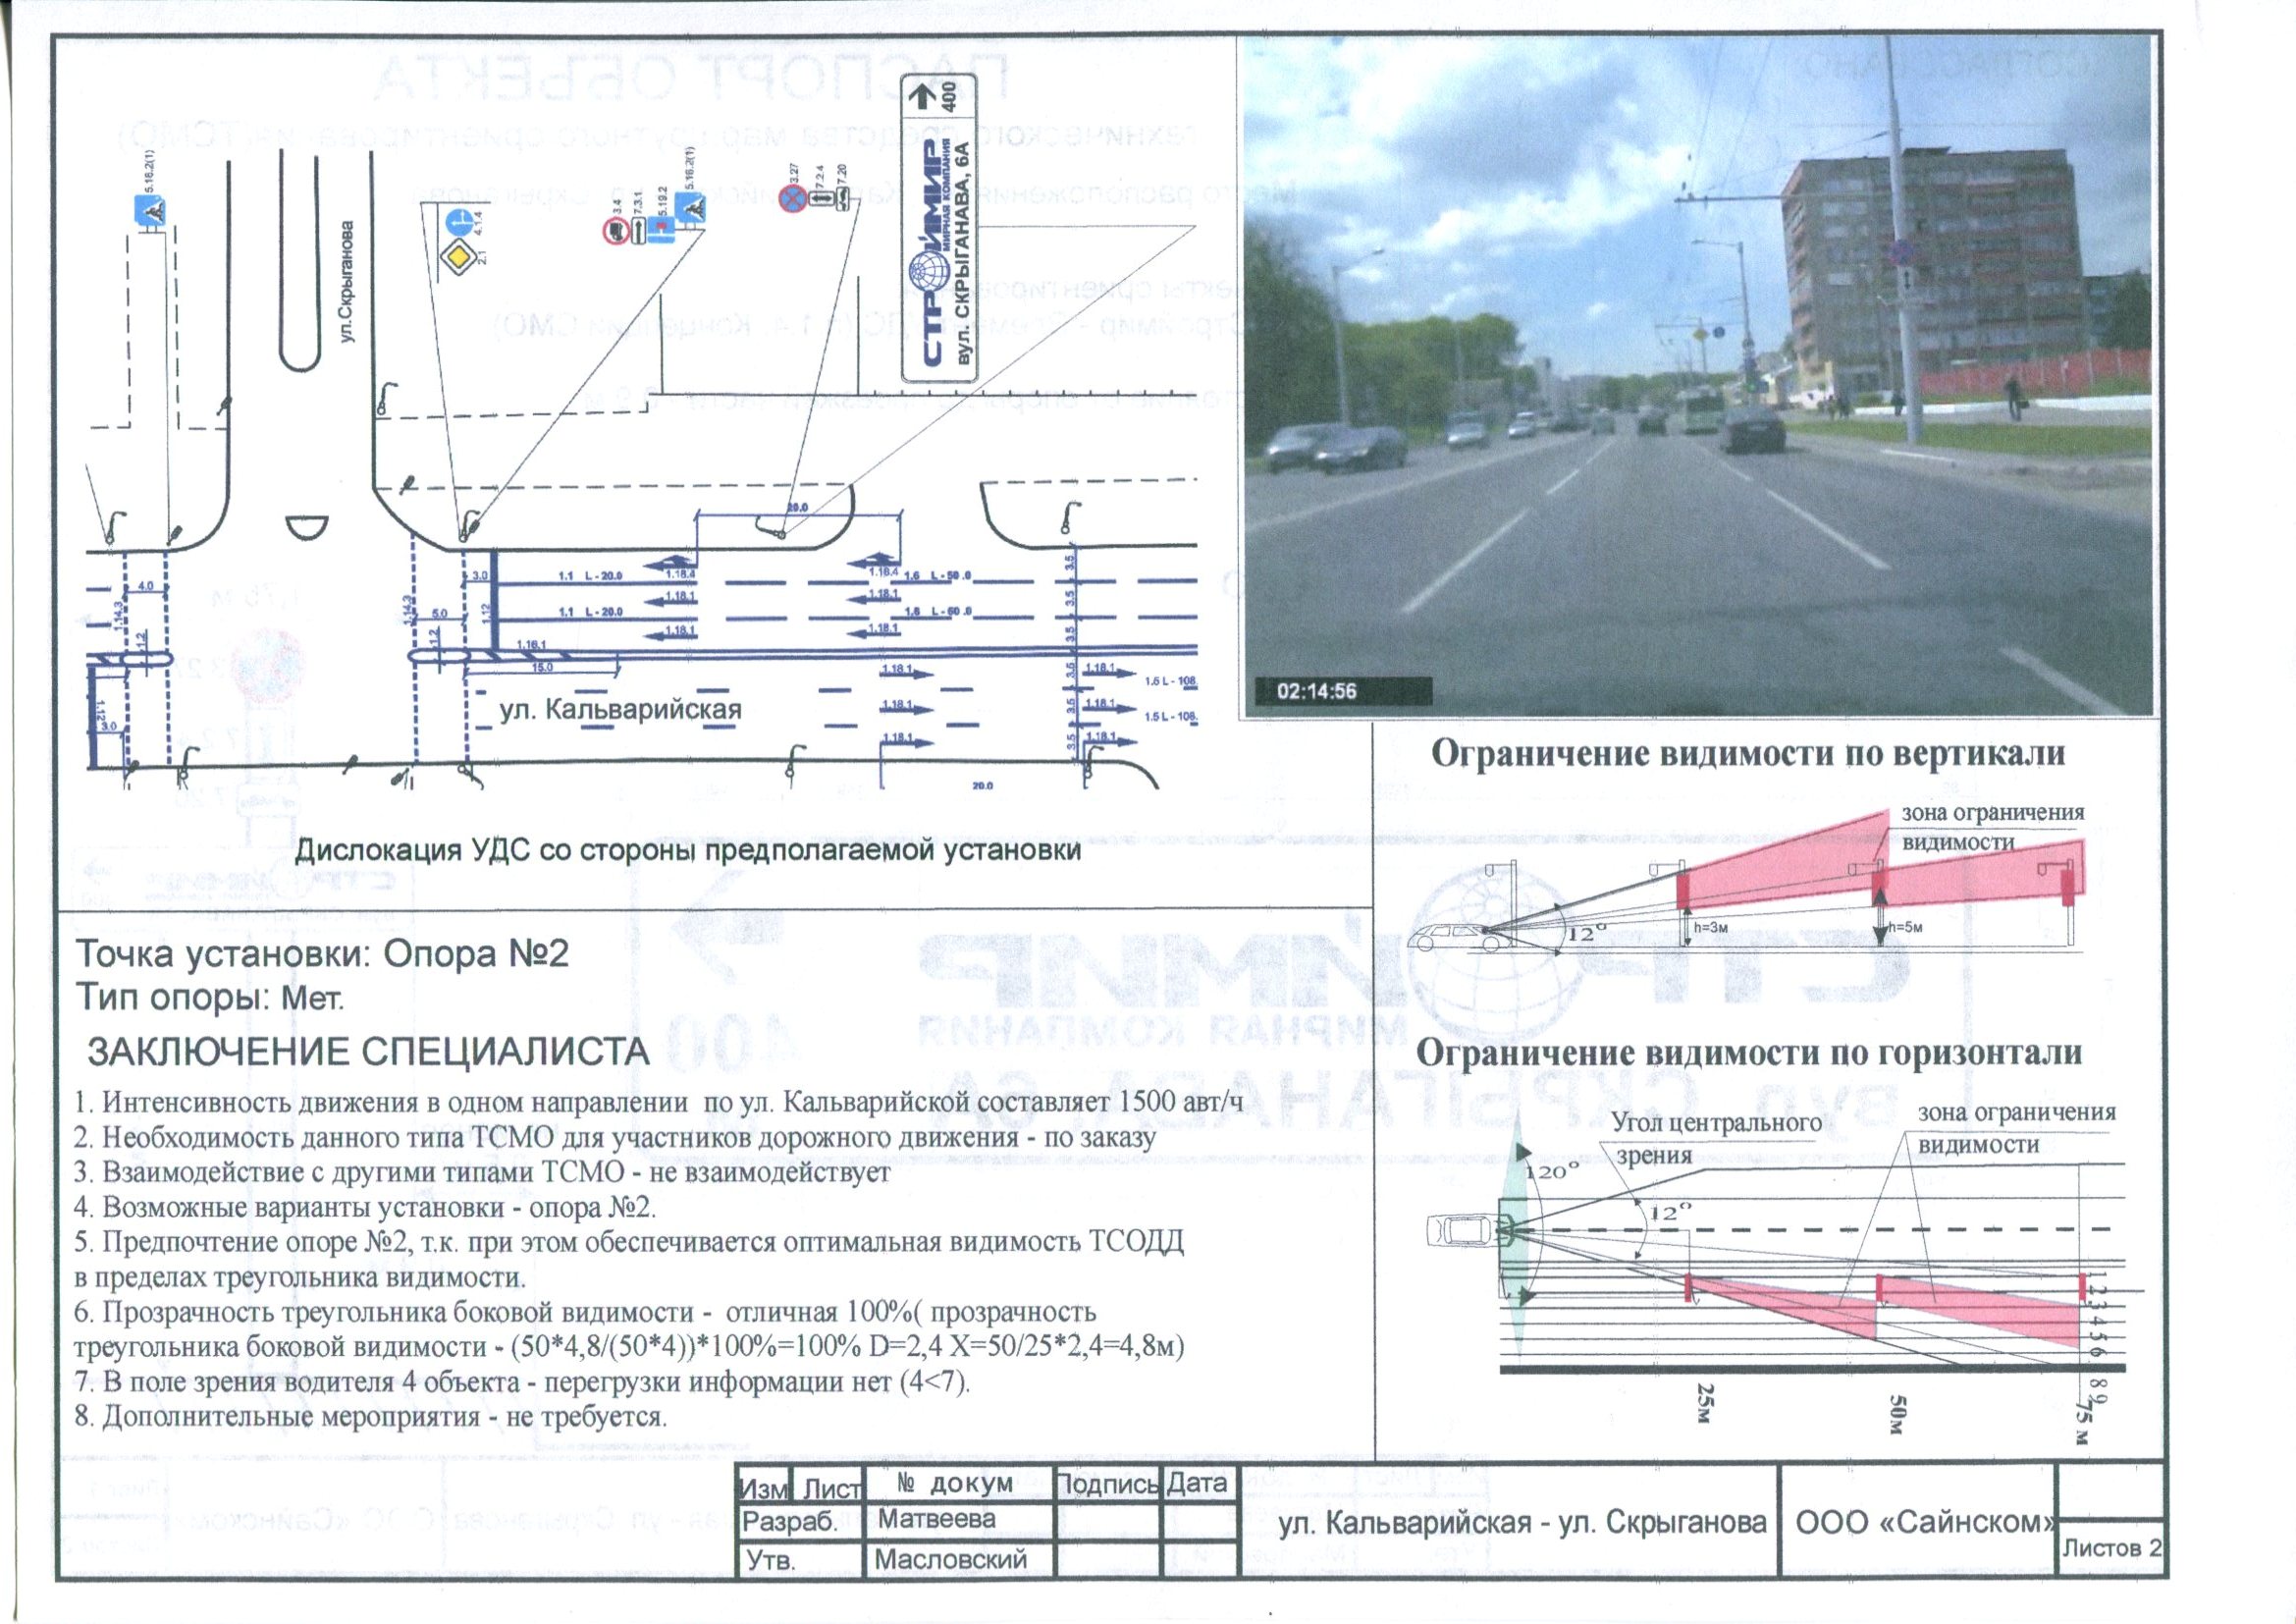 5.16.2(1)
ул.Скрыганова
4.1.4
2.1
3.4
7.3.1
5.19.2
5.16.2(1)
3.27
7.2.4
7.20
400
СТРОЙМИР
МИРНАЯ КОМПАНИЯ
вул. СКРЫГАНАВА, 6А
20.0
4.0
1.14.3
1.2
1.12
3.0
1.14.3
5.0
1.2
3.0
1.12
1.1 L - 20.0
1.18.4
1.18.4
1.6 L - 50.0
1.18.1
1.18.1
1.1 L - 20.0
1.18.1
1.18.1
1.16.1
15.0
3.5
3.5
3.5
3.5
3.5
3.5
1.18.1
1.18.1
1.5 L - 108.
1.18.1
1.18.1
1.5 L - 108.
1.18.1
1.18.1
ул. Кальварийская
20.0
Дислокация УДС со стороны предполагаемой установки
02:14:56
Ограничение видимости по вертикали
зона ограничения
видимости
12°
h=3м
h=5м
Ограничение видимости по горизонтали
Угол центрального
зрения
зона ограничения
видимости
120°
12°
1 2 3 4 5 6 8 9
25м
50м
75 м
Точка установки: Опора №2
Тип опоры: Мет.
ЗАКЛЮЧЕНИЕ СПЕЦИАЛИСТА
1. Интенсивность движения в одном направлении по ул. Кальварийской составляет 1500 авт/ч
2. Необходимость данного типа ТСМО для участников дорожного движения - по заказу
3. Взаимодействие с другими типами ТСМО - не взаимодействует
4. Возможные варианты установки - опора №2.
5. Предпочтение опоре №2, т.к. при этом обеспечивается оптимальная видимость ТСОДД
в пределах треугольника видимости.
6. Прозрачность треугольника боковой видимости - отличная 100%( прозрачность
треугольника боковой видимости - (50*4,8/(50*4))*100%=100% D=2,4 X=50/25*2,4=4,8м)
7. В поле зрения водителя 4 объекта - перегрузки информации нет (4<7).
8. Дополнительные мероприятия - не требуется.
Изм Лист № докум Подпись Дата
Разраб. Матвеева
Утв. Масловский
ул. Кальварийская - ул. Скрыганова
ООО «Сайнском»
Листов 2